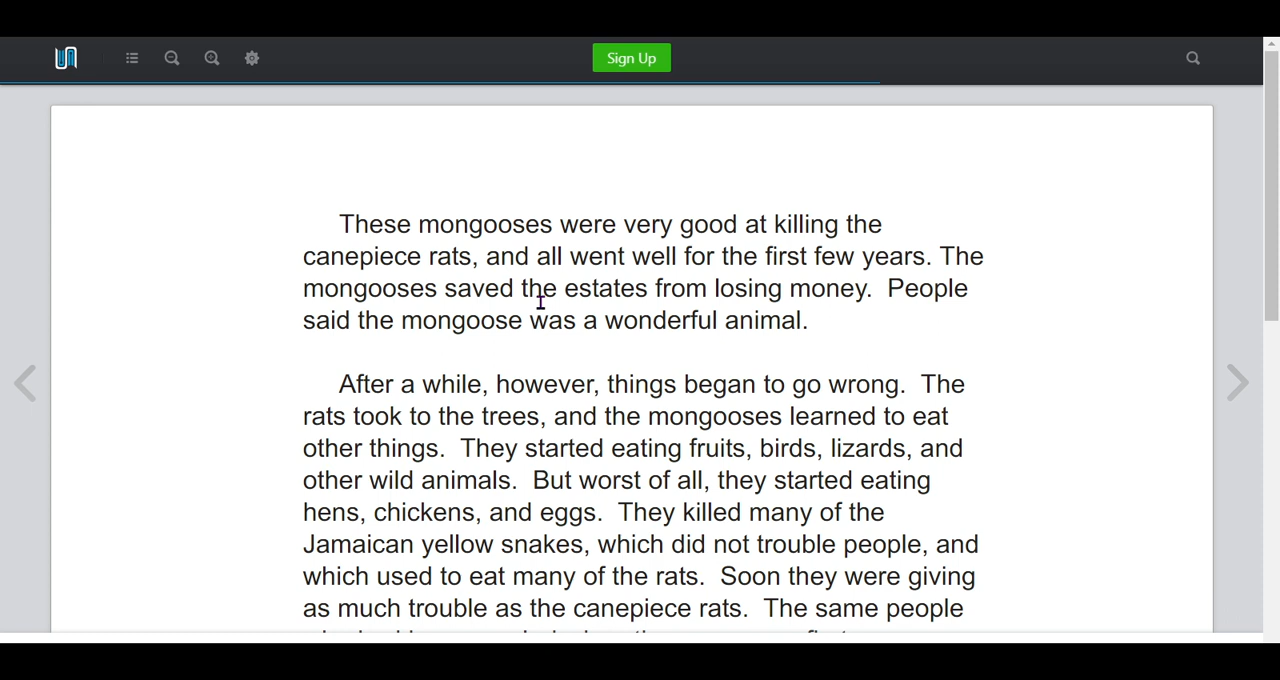 Sign Up
These mongooses were very good at killing the
canepiece rats, and all went well for the first few years. The
mongooses saved the estates from losing money. People
said the mongoose was a wonderful animal.
After a while, however, things began to go wrong. The
rats took to the trees, and the mongooses learned to eat
other things. They started eating fruits, birds, lizards, and
other wild animals. But worst of all, they started eating
hens, chickens, and eggs. They killed many of the
Jamaican yellow snakes, which did not trouble people, and
which used to eat many of the rats. Soon they were giving
as much trouble as the canepiece rats. The same people